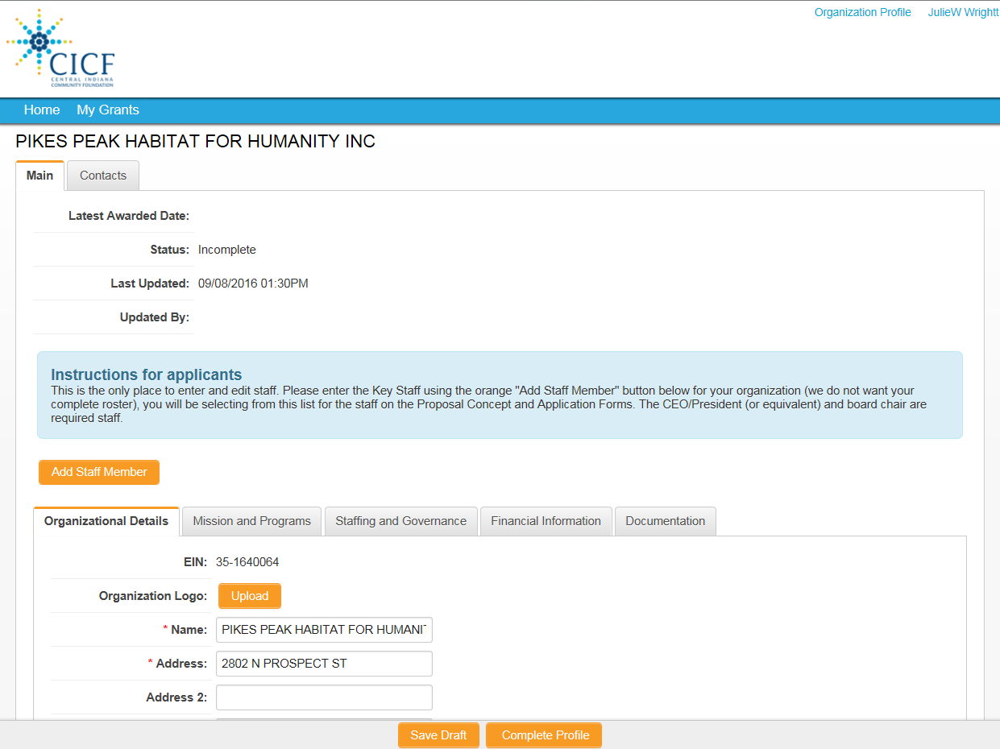 Organization Profile JulieW Wrightt
CICF
CENTRAL INDIANA
COMMUNITY FOUNDATION
Home My Grants
PIKES PEAK HABITAT FOR HUMANITY INC
Main Contacts
Latest Awarded Date:
Status: Incomplete
Last Updated: 09/08/2016 01:30PM
Updated By:
Instructions for applicants
This is the only place to enter and edit staff. Please enter the Key Staff using the orange "Add Staff Member" button below for your organization (we do not want your
complete roster), you will be selecting from this list for the staff on the Proposal Concept and Application Forms. The CEO/President (or equivalent) and board chair are
required staff.
Add Staff Member
Organizational Details Mission and Programs Staffing and Governance Financial Information Documentation
EIN: 35-1640064
Organization Logo: Upload
* Name: PIKES PEAK HABITAT FOR HUMANIT
* Address: 2802 N PROSPECT ST
Address 2:
Save Draft Complete Profile